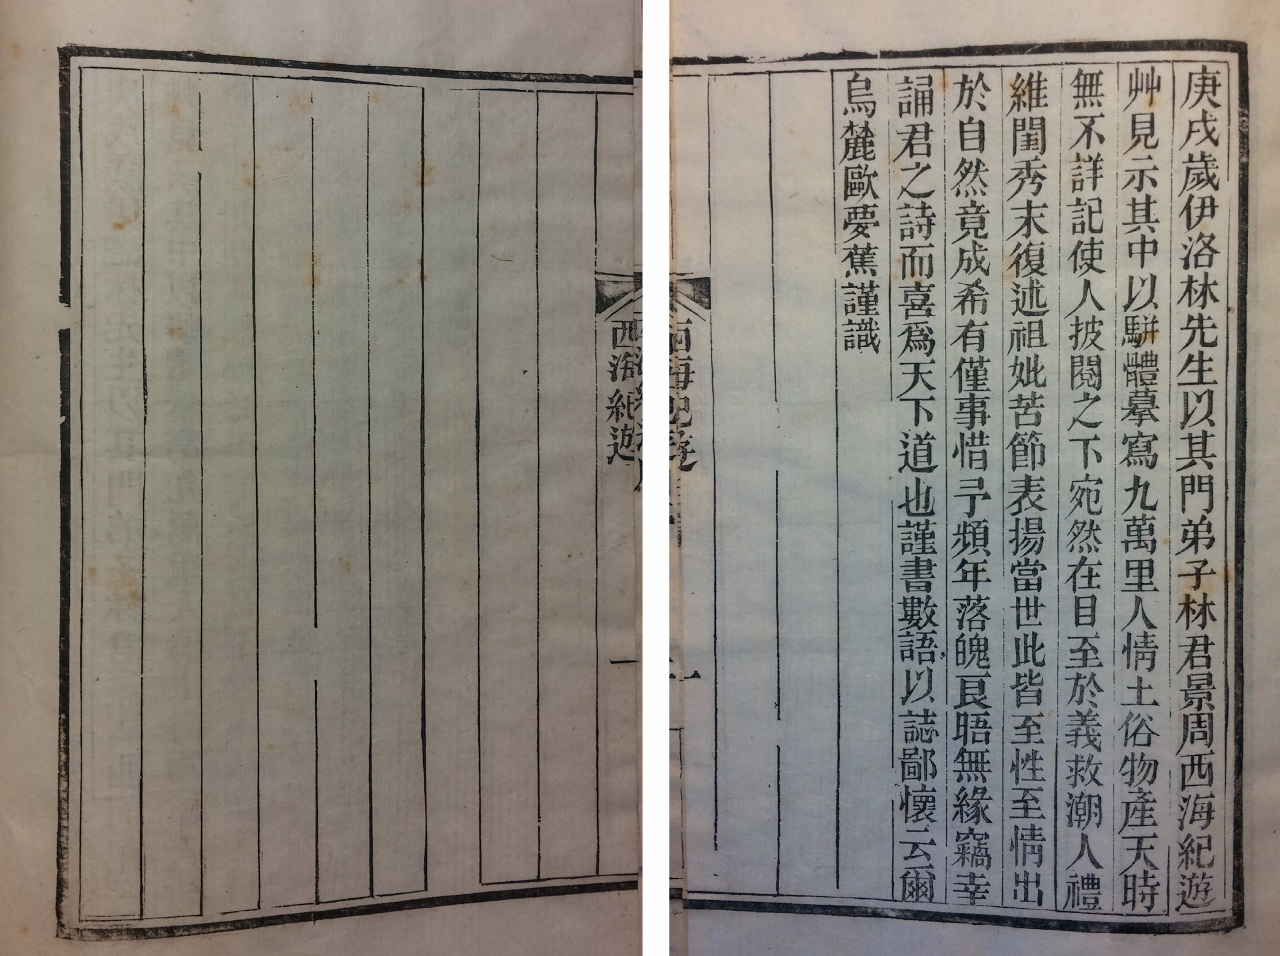 庚戌歲伊洛林先生以其門弟子林君景周西海紀遊
艸見示其中以駢體摹寫九萬里人情土俗物產天時
無不詳記使人披閱之下宛然在目至於義救潮人禮
維閨秀末復述祖妣苦節表揚當世此皆至性至情出
於自然竟成希有僅事惜予頻年落魄艮晤無緣竊幸
誦君之詩而喜爲天下道也謹書數語以誌鄙懷云爾
烏麓歐夢蕉謹識
西海紀遊
一
西海紀遊
一